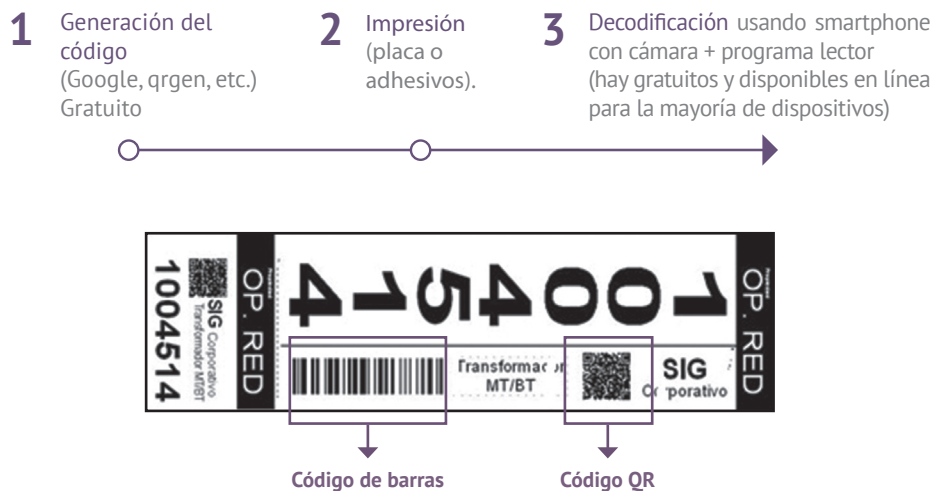 1
Generación del
código
(Google, qrgen, etc.)
Gratuito
2
Impresión
(placa o
adhesivos).
3
Decodificación usando smartphone
con cámara + programa lector
(hay gratuitos y disponibles en línea
para la mayoría de dispositivos)
1004514
SIG Corporativo
Transformador MT/BT
OP. RED
1004514
MT/BT
SIG
OP. RED
Código de barras
Código QR